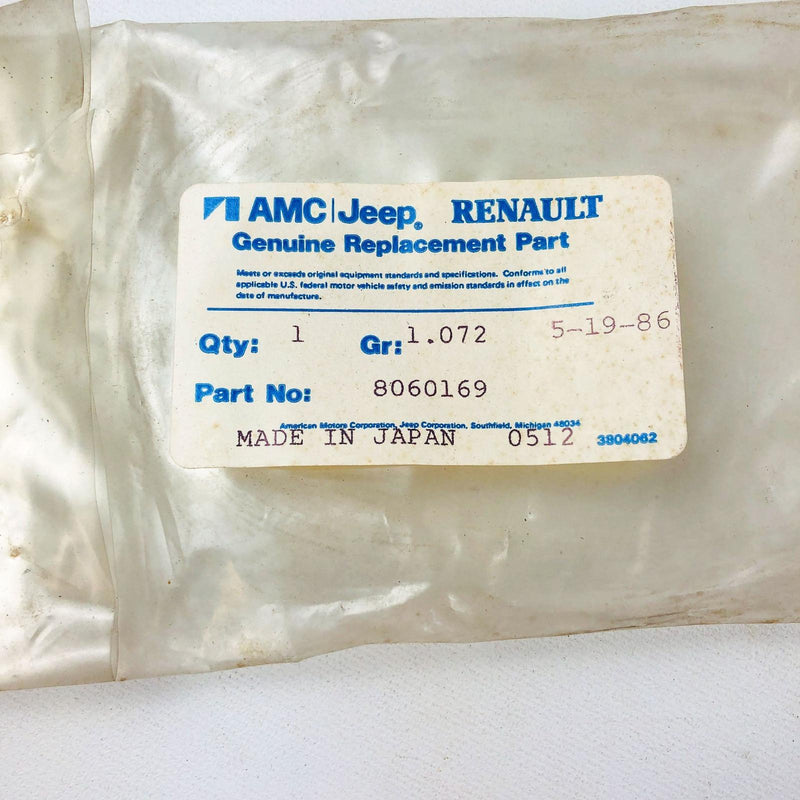 AMC|Jeep® RENAULT
Genuine Replacement Part
Meets or exceeds original equipment standards and specifications. Conforms to all
applicable U.S. federal motor vehicle safety and emission standards in effect on the
date of manufacture.
Qty: 1 Gr: 1.072 5-19-86
Part No: 8060169
American Motors Corporation, Jeep Corporation, Southfield, Michigan 48034
MADE IN JAPAN 0512 3904062